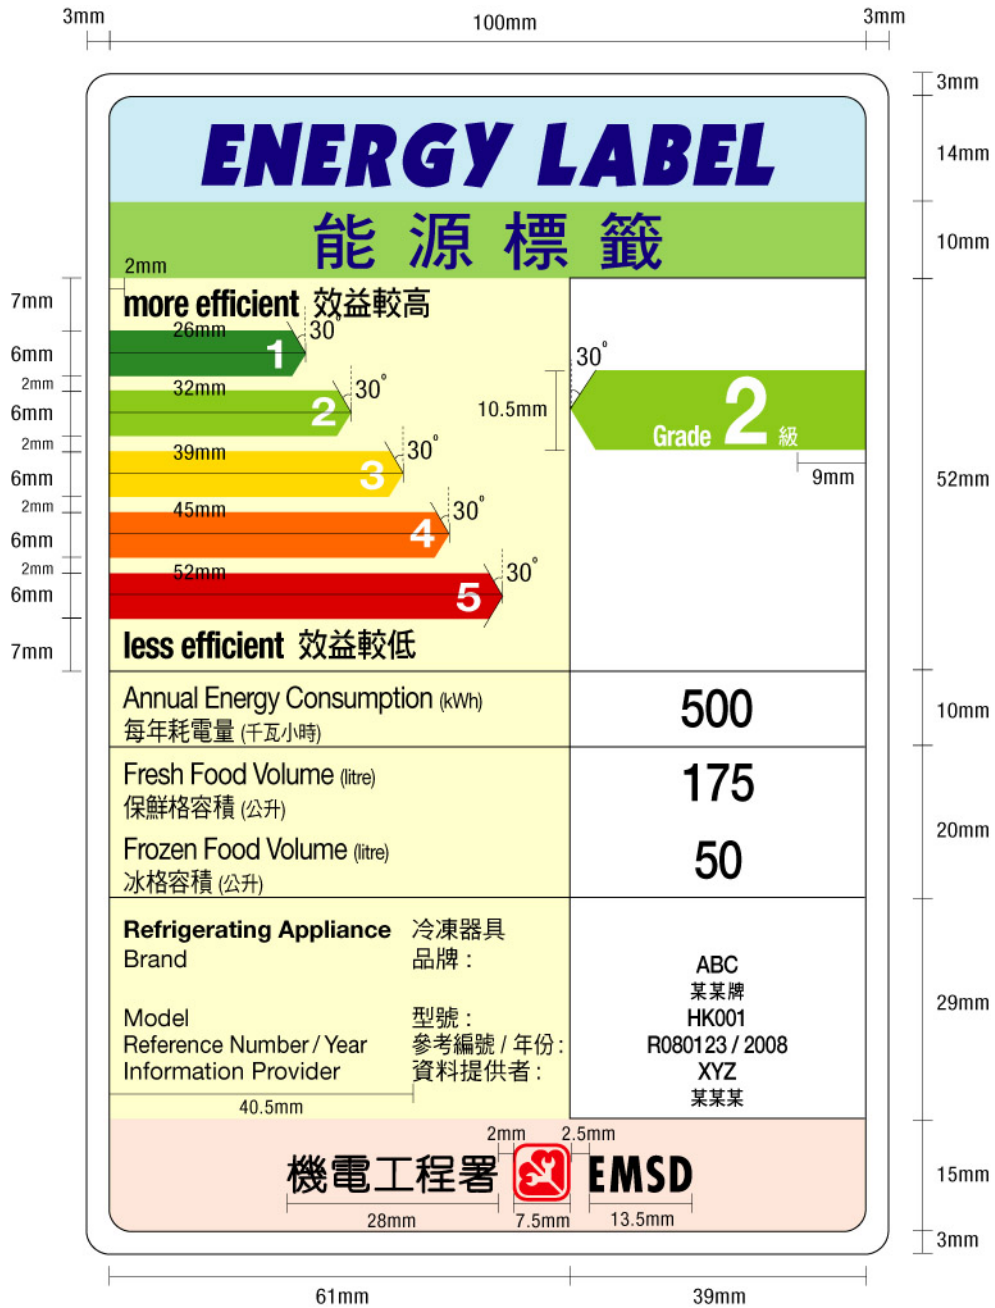 3mm 100mm 3mm
3mm
ENERGY LABEL
14mm
能源標籤
10mm
2mm
7mm
more efficient 效益較高
26mm
30°
6mm
1
30°
2mm
32mm
30°
6mm
2
10.5mm
Grade 2 級
2mm
39mm
30°
9mm
6mm
3
52mm
2mm
45mm
30°
6mm
4
2mm
52mm
30°
6mm
5
7mm
less efficient 效益較低
Annual Energy Consumption (kWh)
每年耗電量 (千瓦小時)
500
10mm
Fresh Food Volume (litre)
保鮮格容積 (公升)
175
20mm
Frozen Food Volume (litre)
冰格容積 (公升)
50
Refrigerating Appliance 冷凍器具
Brand 品牌 :
ABC
某某牌
29mm
Model 型號 :
HK001
Reference Number / Year 參考編號 / 年份 :
R080123 / 2008
Information Provider 資料提供者 :
XYZ
某某某
40.5mm
2mm 2.5mm
機電工程署 EMSD
15mm
28mm 7.5mm 13.5mm
3mm
61mm 39mm